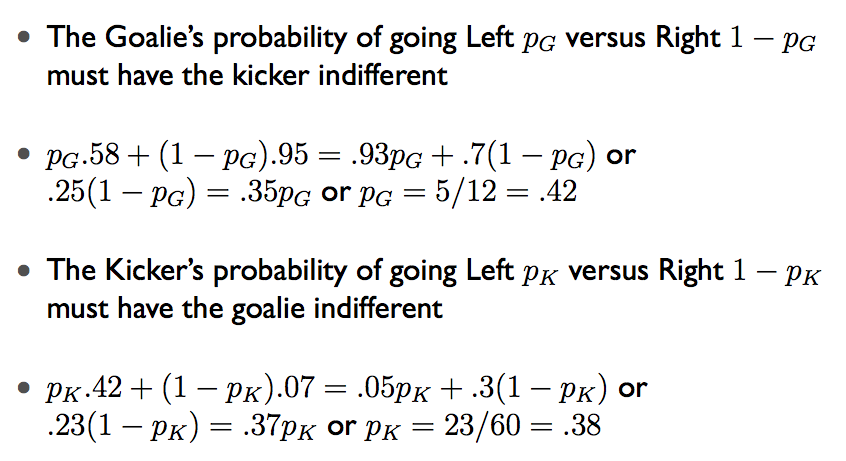 • The Goalie's probability of going Left p_G versus Right 1 − p_G
must have the kicker indifferent
• p_G.58 + (1 − p_G).95 = .93p_G + .7(1 − p_G) or
.25(1 − p_G) = .35p_G or p_G = 5/12 = .42
• The Kicker's probability of going Left p_K versus Right 1 − p_K
must have the goalie indifferent
• p_K.42 + (1 − p_K).07 = .05p_K + .3(1 − p_K) or
.23(1 − p_K) = .37p_K or p_K = 23/60 = .38